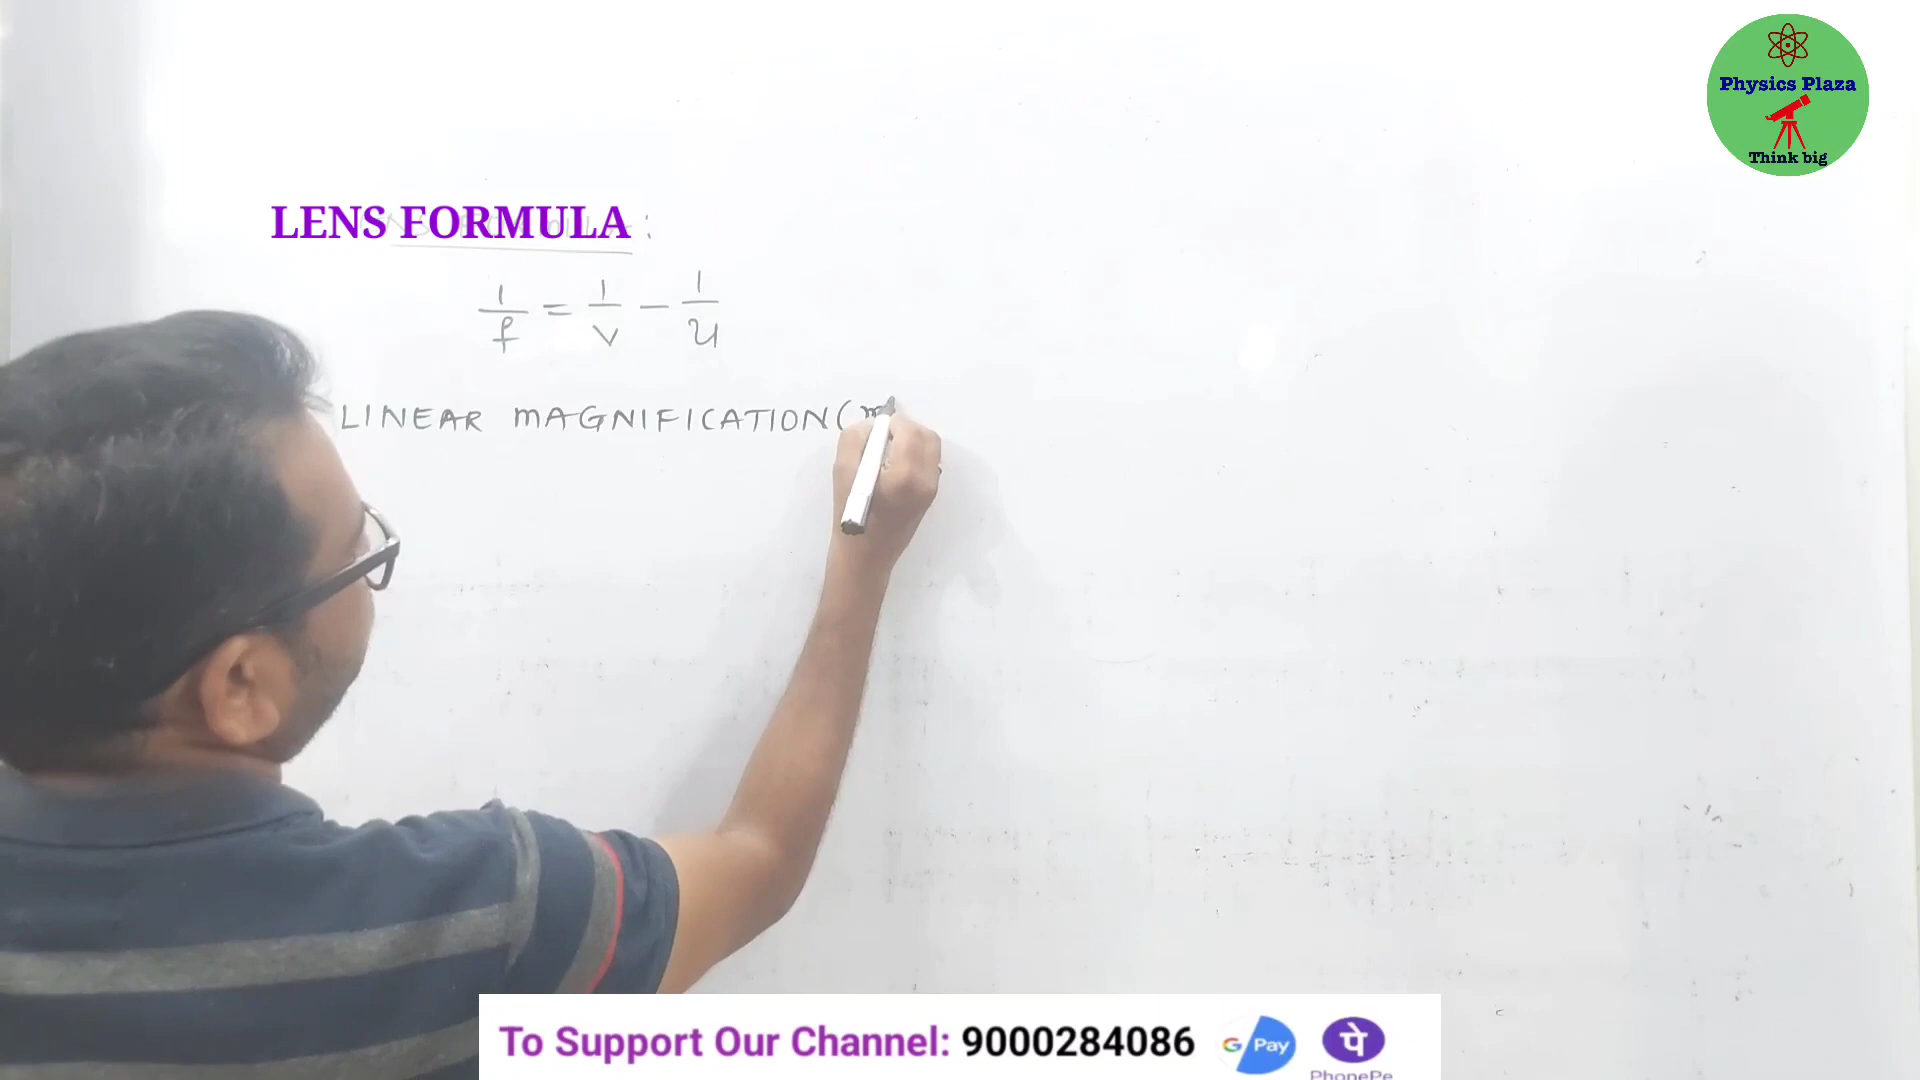 Physics Plaza
Think big
LENS FORMULA :
1/f = 1/v - 1/u
LINEAR MAGNIFICATION (m
To Support Our Channel: 9000284086 G Pay पे
PhonePe